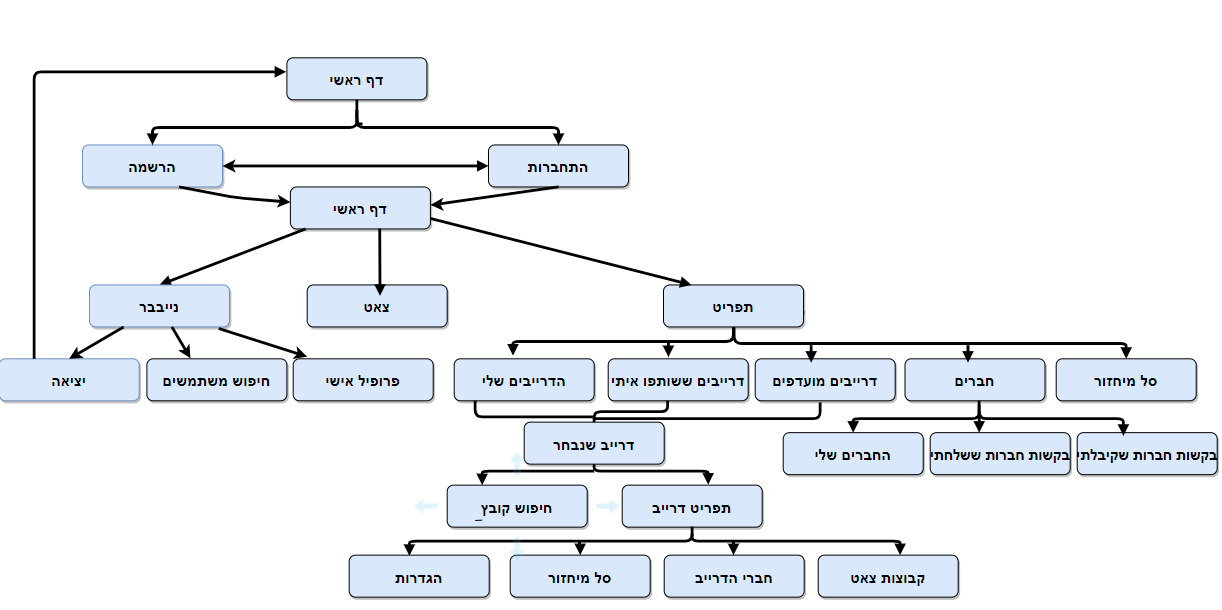 דף ראשי
התחברות
הרשמה
דף ראשי
תפריט
צאט
נייבבר
סל מיחזור
חברים
דרייבים מועדפים
דרייבים ששותפו איתי
הדרייבים שלי
פרופיל אישי
חיפוש משתמשים
יציאה
בקשות חברות שקיבלתי
בקשות חברות ששלחתי
החברים שלי
דרייב שנבחר
תפריט דרייב
חיפוש קובץ
קבוצות צאט
חברי הדרייב
סל מיחזור
הגדרות